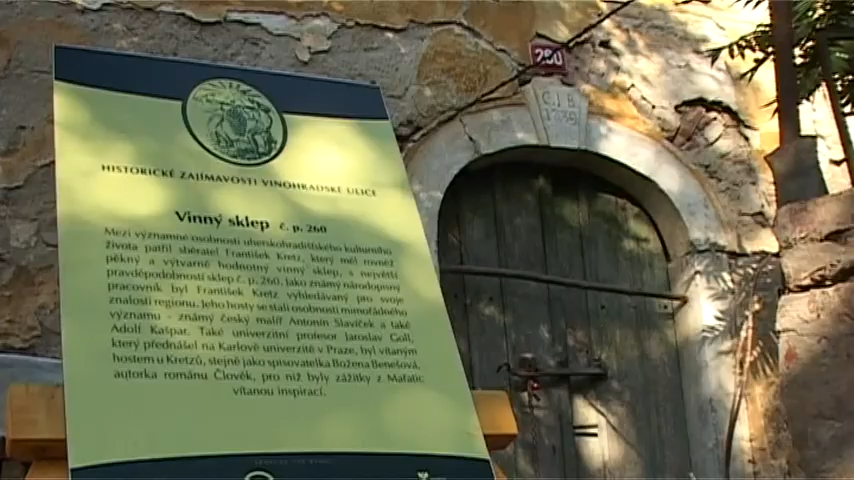 HISTORICKÉ ZAJÍMAVOSTI VINOHRADSKÉ ULICE
Vinný sklep č. p. 260
Mezi významné osobnosti uherskohradišťského kulturního
života patřil sběratel František Kretz, který měl rovněž
pěkný a výtvarně hodnotný vinný sklep, s největší
pravděpodobností sklep č. p. 260. Jako známý národopisný
pracovník byl František Kretz vyhledávaný pro svoje
znalosti regionu. Jeho hosty se stali osobnosti mimořádného
významu – známý český malíř Antonín Slavíček a také
Adolf Kašpar. Také univerzitní profesor Jaroslav Goll,
který přednášel na Karlově univerzitě v Praze, byl vítaným
hostem u Kretzů, stejně jako spisovatelka Božena Benešová,
autorka románu Člověk, pro niž byly zážitky z Mařatic
vítanou inspirací.
260
C.I.B.
1739